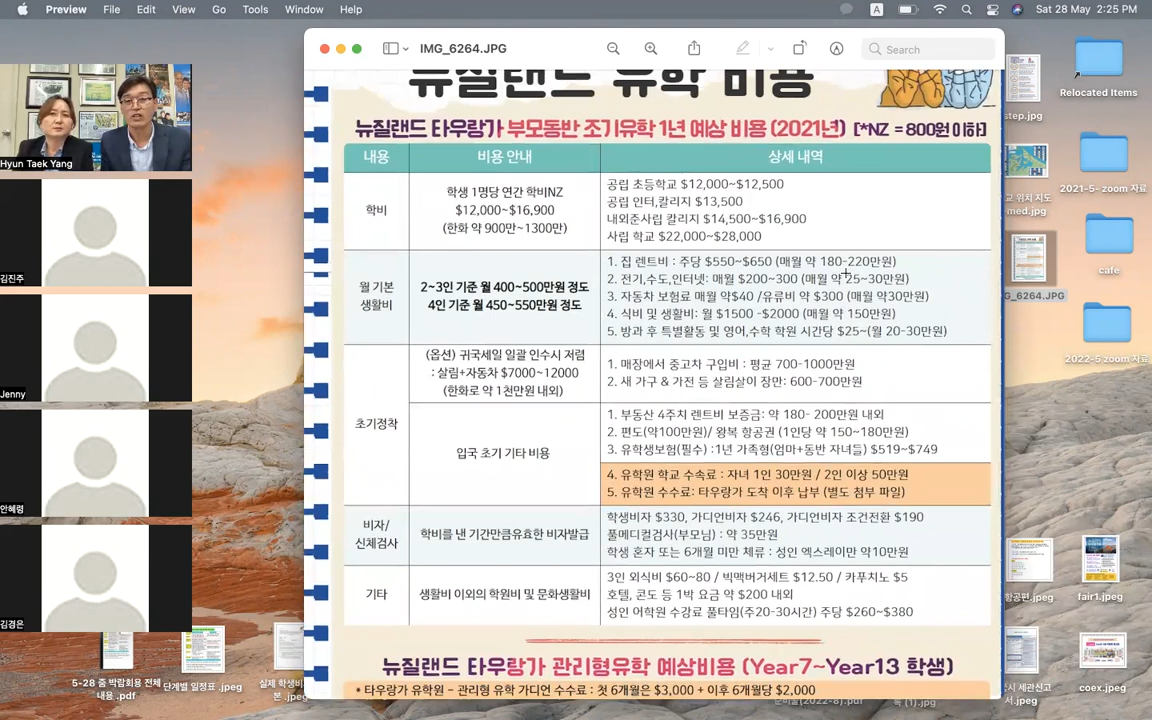 Preview File Edit View Go Tools Window Help
A
Sat 28 May 2:25 PM
IMG_6264.JPG
Search
Hyun Taek Yang
김진주
Jenny
안혜령
김경은
뉴질랜드 유학 비용
뉴질랜드 타우랑가 부모동반 조기유학 1년 예상 비용 (2021년) [*NZ =800원 이하]
내용 비용 안내 상세 내역
학비
학생 1명당 연간 학비NZ
$12,000~$16,900
(한화 약 900만~1300만)
공립 초등학교 $12,000~$12,500
공립 인터,칼리지 $13,500
내외준사립 칼리지 $14,500~$16,900
사립 학교 $22,000~$28,000
월 기본
생활비
2~3인 기준 월 400~500만원 정도
4인 기준 월 450~550만원 정도
1. 집 렌트비 : 주당 $550~$650 (매월 약 180-220만원)
2. 전기,수도,인터넷: 매월 $200~300 (매월 약 25~30만원)
3. 자동차 보험료 매월 약$40 /유류비 약 $300 (매월 약30만원)
4. 식비 및 생활비: 월 $1500 -$2000 (매월 약 150만원)
5. 방과 후 특별활동 및 영어,수학 학원 시간당 $25~(월 20-30만원)
초기정착
(옵션) 귀국세일 일괄 인수시 저렴
: 살림+자동차 $7000~12000
(한화로 약 1천만원 내외)
1. 매장에서 중고차 구입비 : 평균 700-1000만원
2. 새 가구 & 가전 등 살림살이 장만: 600-700만원
입국 초기 기타 비용
1. 부동산 4주치 렌트비 보증금: 약 180- 200만원 내외
2. 편도(약100만원)/ 왕복 항공권 (1인당 약 150~180만원)
3. 유학생보험(필수) :1년 가족형(엄마+동반 자녀들) $519~$749
4. 유학원 학교 수속료 : 자녀 1인 30만원 / 2인 이상 50만원
5. 유학원 수수료: 타우랑가 도착 이후 납부 (별도 첨부 파일)
비자/
신체검사
학비를 낸 기간만큼유효한 비자발급
학생비자 $330, 가디언비자 $246, 가디언비자 조건전환 $190
풀메디컬검사(부모님) : 약 35만원
학생 혼자 또는 6개월 미만 체류 : 성인 엑스레이만 약10만원
기타
생활비 이외의 학원비 및 문화생활비
3인 외식비 $60~80 / 빅맥버거세트 $12.50 / 카푸치노 $5
호텔, 콘도 등 1박 요금 약 $200 내외
성인 어학원 수강료 풀타임(주20-30시간) 주당 $260~$380
뉴질랜드 타우랑가 관리형유학 예상비용 (Year7~Year13 학생)
* 타우랑가 유학원 - 관리형 유학 가디언 수수료 : 첫 6개월은 $3,000 + 이후 6개월당 $2,000
step.jpg
Relocated Items
교 위치 지도
med.jpg
2021-5- zoom 자료
G_6264.JPG
cafe
2022-5 zoom 자료
항공편.jpeg
fair1.jpeg
시 세관신고
서.jpeg
coex.jpeg
5-28 줌 박람회용 전체
내용 .pdf
단계별 일정표 .jpeg
실제 학생비
.jpeg